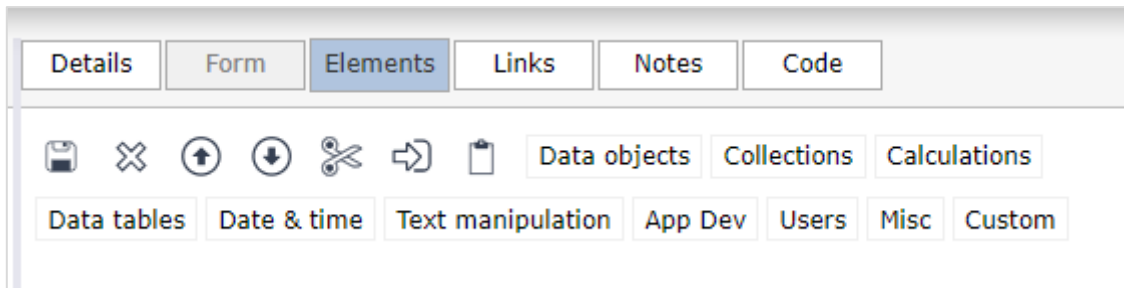 Details Form Elements Links Notes Code
Data objects Collections Calculations
Data tables Date & time Text manipulation App Dev Users Misc Custom